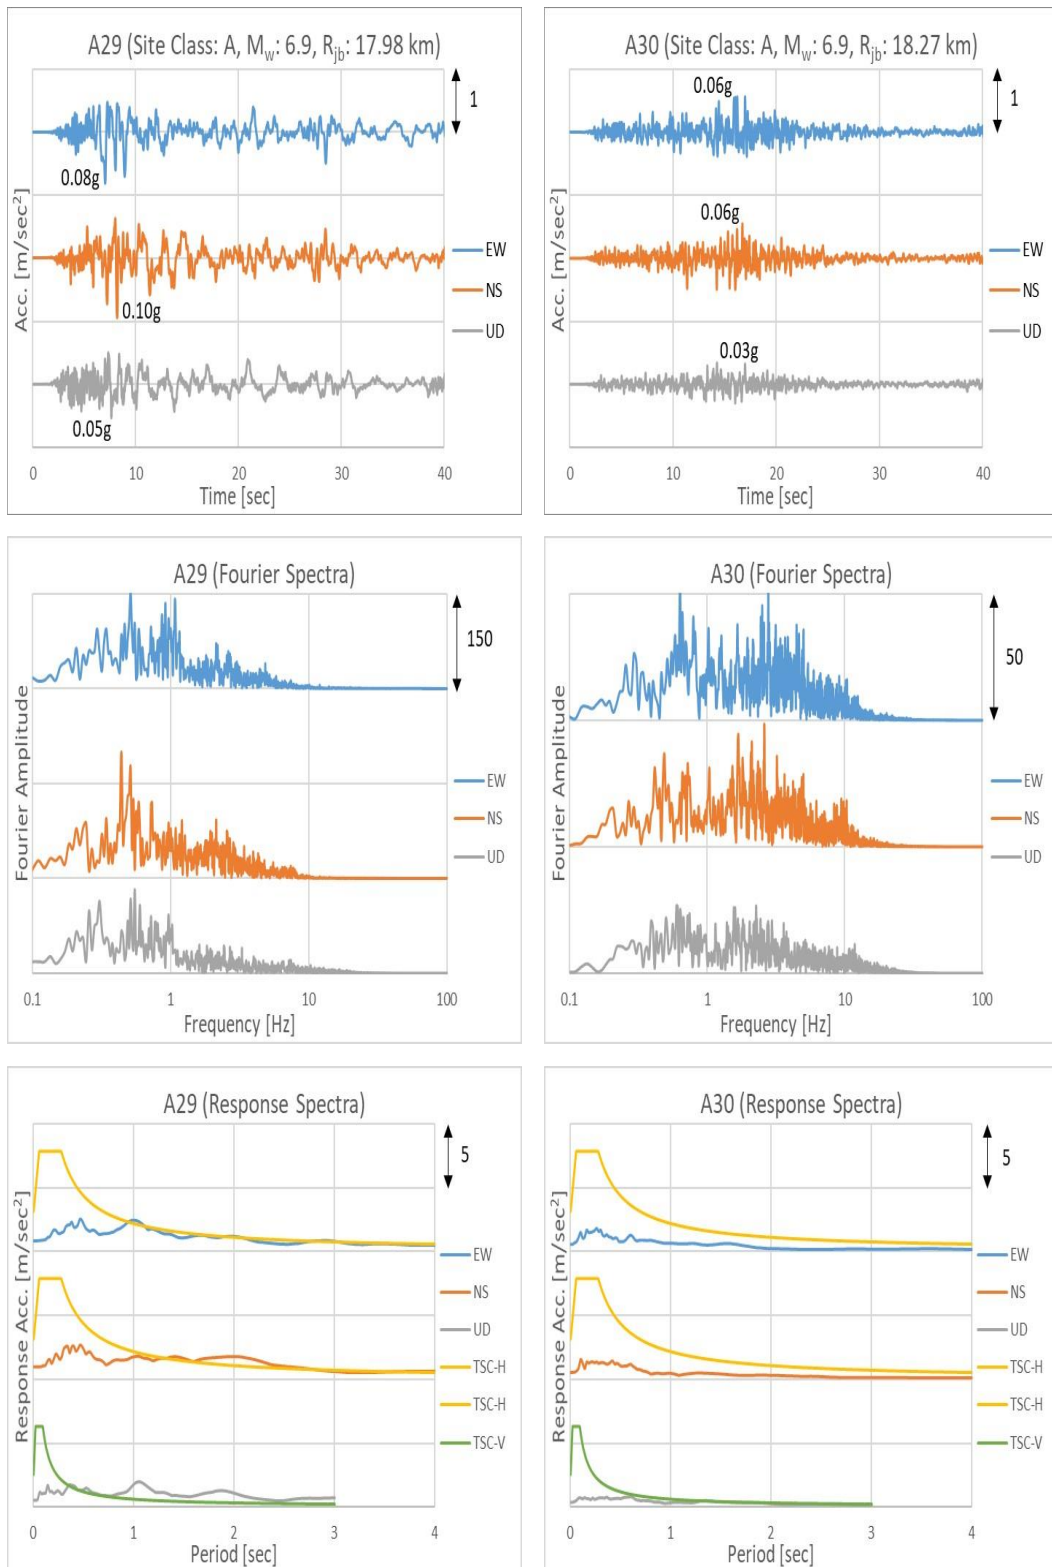 A29 (Site Class: A, Mw: 6.9, Rjb: 17.98 km)
1
0.08g
0.10g
0.05g
Acc. [m/sec²]
EW
NS
UD
0 10 20 30 40
Time [sec]
A30 (Site Class: A, Mw: 6.9, Rjb: 18.27 km)
1
0.06g
0.06g
0.03g
Acc. [m/sec²]
EW
NS
UD
0 10 20 30 40
Time [sec]
A29 (Fourier Spectra)
150
Fourier Amplitude
EW
NS
UD
0.1 1 10 100
Frequency [Hz]
A30 (Fourier Spectra)
50
Fourier Amplitude
EW
NS
UD
0.1 1 10 100
Frequency [Hz]
A29 (Response Spectra)
5
Response Acc. [m/sec²]
EW
NS
UD
TSC-H
TSC-H
TSC-V
0 1 2 3 4
Period [sec]
A30 (Response Spectra)
5
Response Acc. [m/sec²]
EW
NS
UD
TSC-H
TSC-H
TSC-V
0 1 2 3 4
Period [sec]